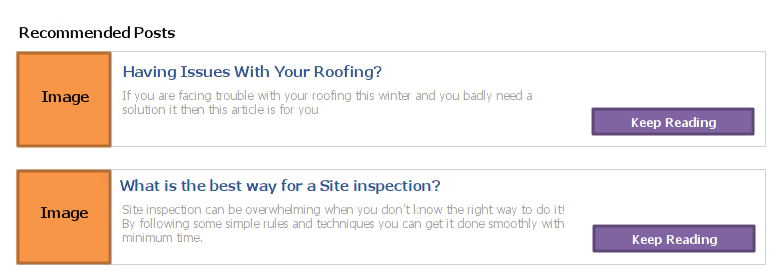 Recommended Posts
Image
Having Issues With Your Roofing?
If you are facing trouble with your roofing this winter and you badly need a
solution it then this article is for you
Keep Reading
Image
What is the best way for a Site inspection?
Site inspection can be overwhelming when you don't know the right way to do it!
By following some simple rules and techniques you can get it done smoothly with
minimum time.
Keep Reading